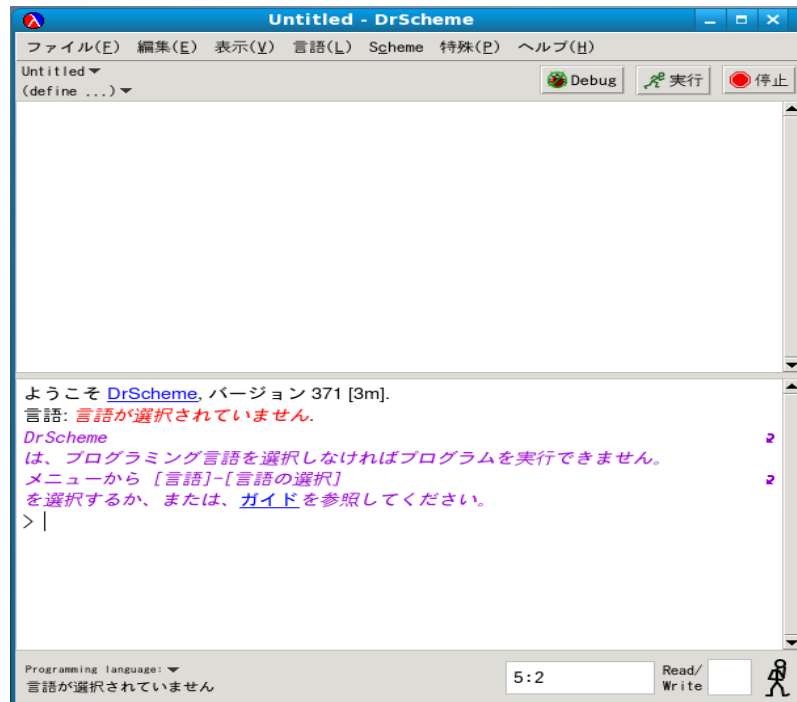 Untitled - DrScheme
ファイル(F) 編集(E) 表示(V) 言語(L) Scheme 特殊(P) ヘルプ(H)
Untitled
(define ...)
Debug 実行 停止
ようこそ DrScheme, バージョン 371 [3m].
言語: 言語が選択されていません.
DrScheme
は、プログラミング言語を選択しなければプログラムを実行できません。
メニューから [言語]-[言語の選択]
を選択するか、または、ガイドを参照してください。
>
Programming language:
言語が選択されていません
5:2
Read/
Write